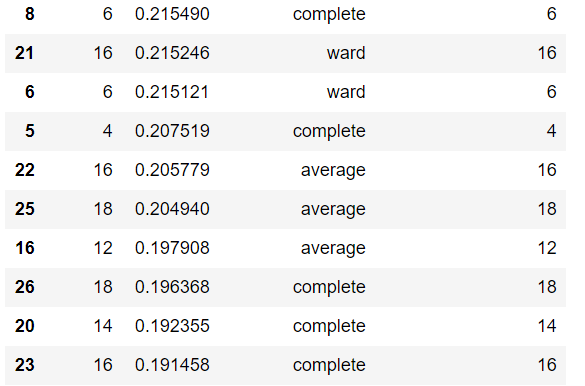 8 6 0.215490 complete 6
21 16 0.215246 ward 16
6 6 0.215121 ward 6
5 4 0.207519 complete 4
22 16 0.205779 average 16
25 18 0.204940 average 18
16 12 0.197908 average 12
26 18 0.196368 complete 18
20 14 0.192355 complete 14
23 16 0.191458 complete 16